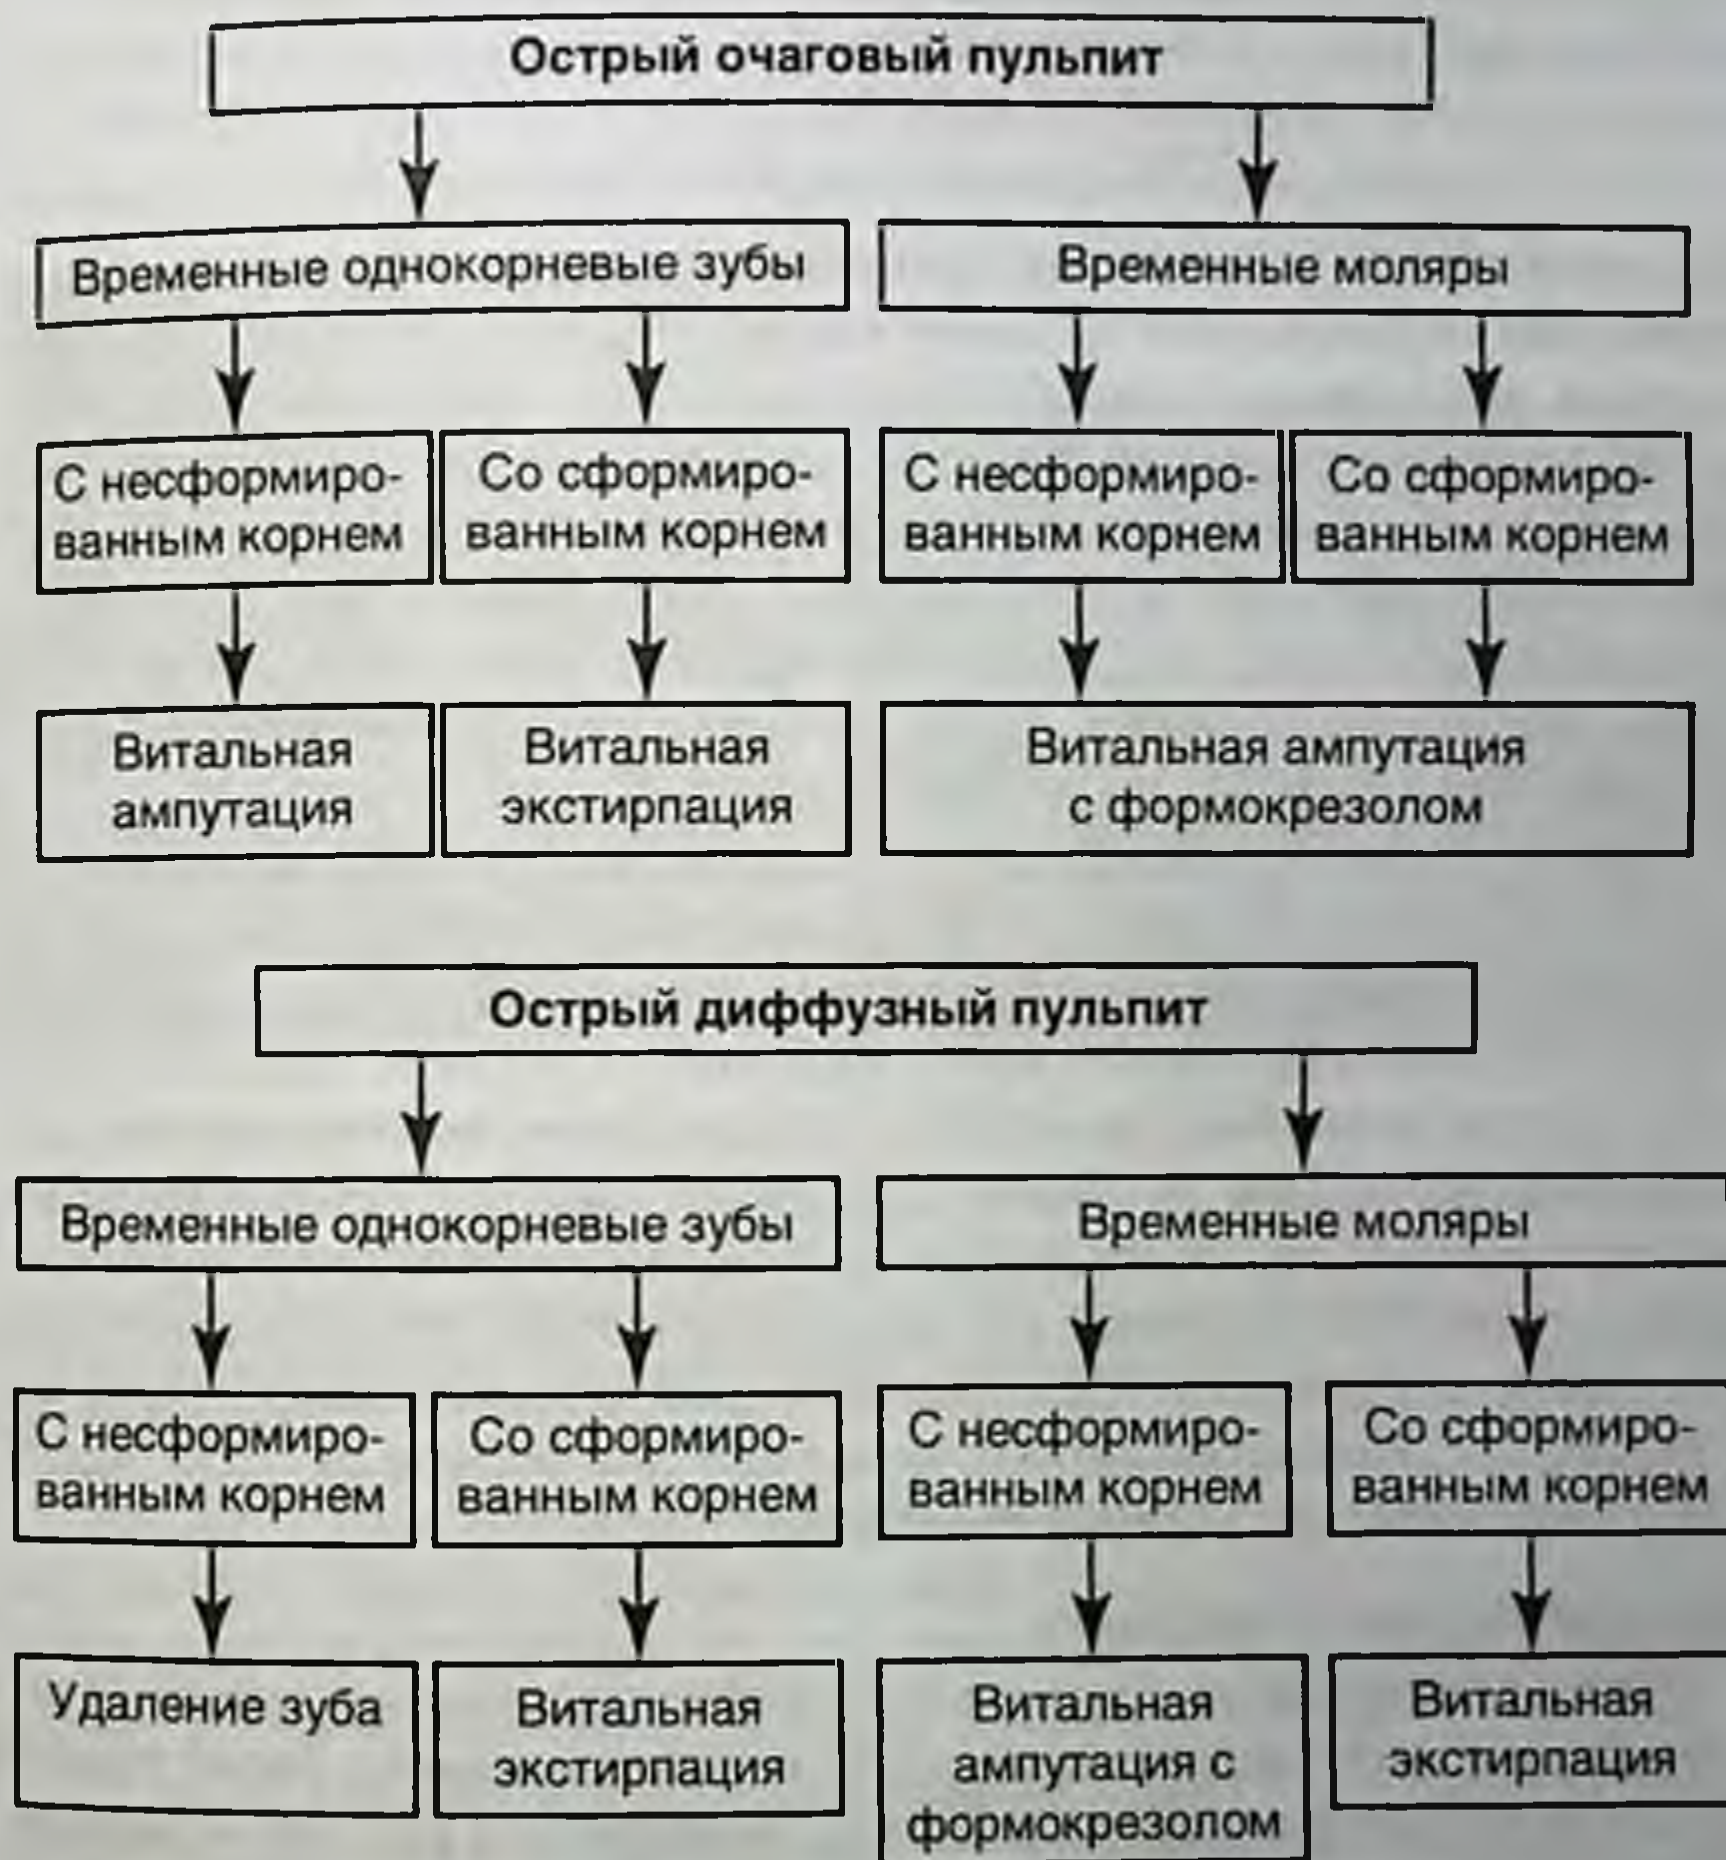 Острый очаговый пульпит
Временные однокорневые зубы
Временные моляры
С несформиро-
ванным корнем
Со сформиро-
ванным корнем
С несформиро-
ванным корнем
Со сформиро-
ванным корнем
Витальная
ампутация
Витальная
экстирпация
Витальная ампутация
с формокрезолом
Острый диффузный пульпит
Временные однокорневые зубы
Временные моляры
С несформиро-
ванным корнем
Со сформиро-
ванным корнем
С несформиро-
ванным корнем
Со сформиро-
ванным корнем
Удаление зуба
Витальная
экстирпация
Витальная
ампутация с
формокрезолом
Витальная
экстирпация